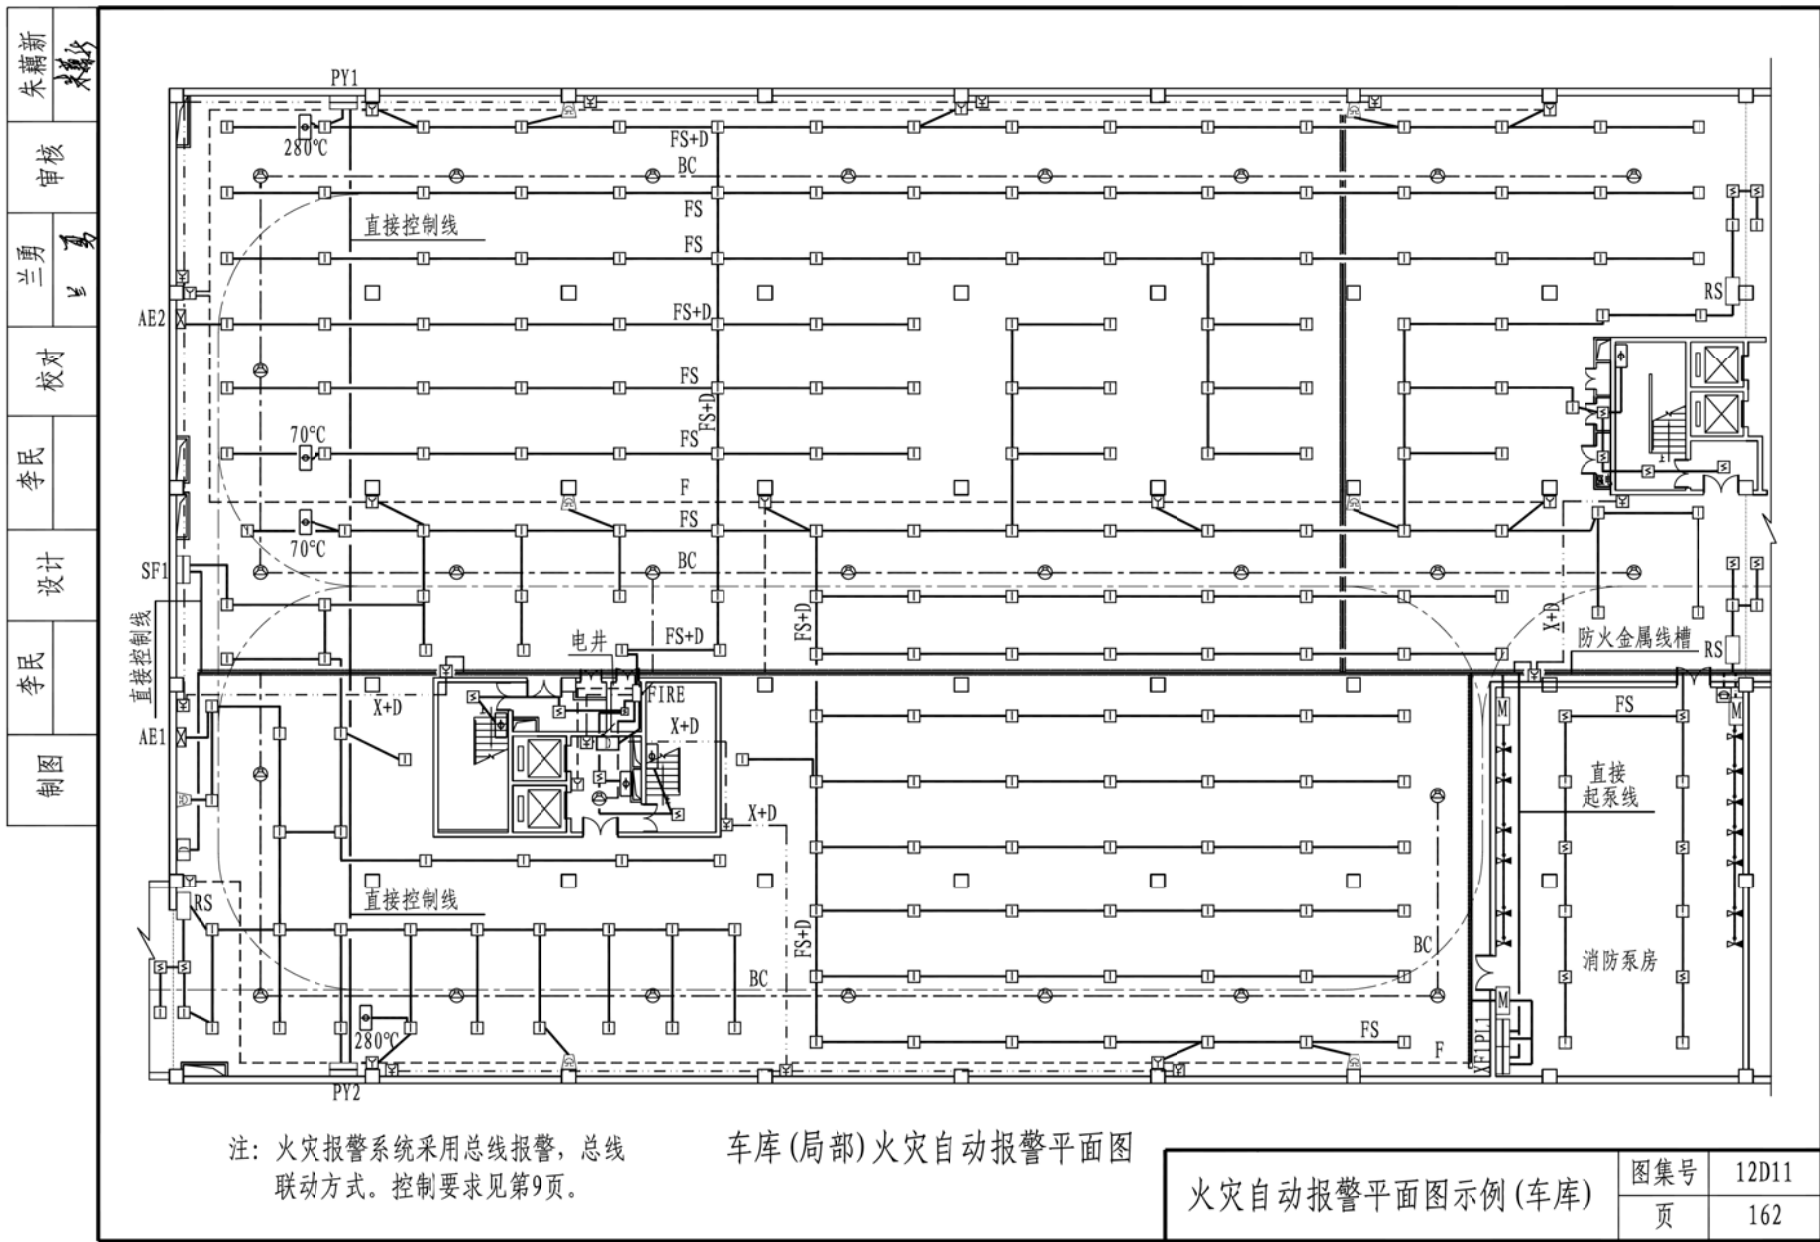 朱藕新
审核
兰勇
校对
李民
设计
李民
制图
PY1
280℃
FS+D
BC
FS
直接控制线
FS
RS
AE2
FS+D
FS
FS+D
70℃
FS
F
FS
70℃
BC
SF1
直接控制线
电井
FS+D
FS+D
X+D
防火金属线槽
RS
FIRE
X+D
X+D
FS
M
M
AE1
直接
起泵线
X+D
RS
直接控制线
FS+D
BC
BC
消防泵房
M
280℃
FS
F
XF1
PL1
PY2
注：火灾报警系统采用总线报警，总线
联动方式。控制要求见第9页。
车库(局部)火灾自动报警平面图
火灾自动报警平面图示例(车库)
图集号
12D11
页
162